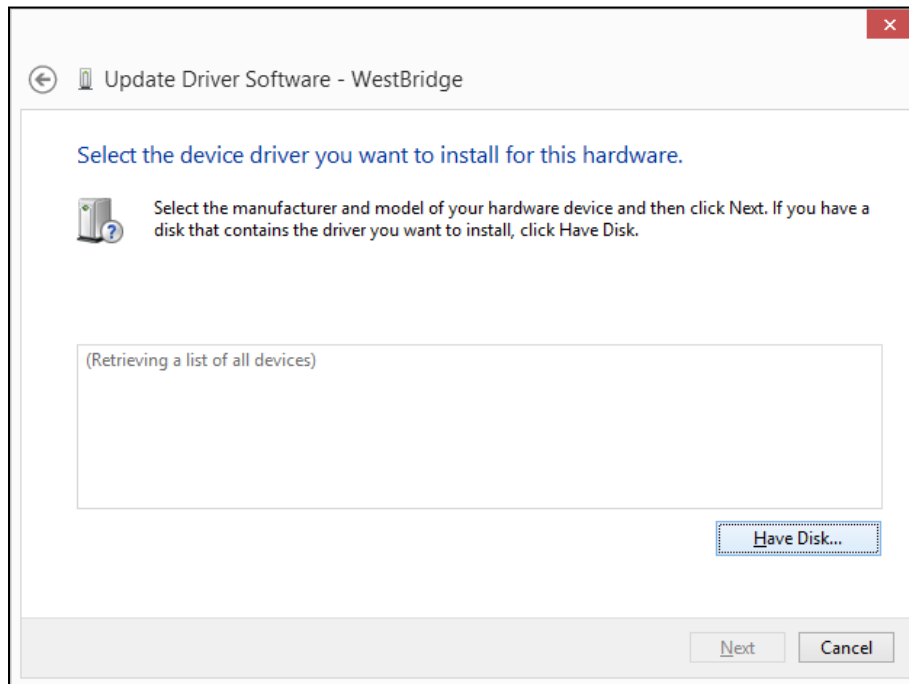 Update Driver Software - WestBridge
Select the device driver you want to install for this hardware.
Select the manufacturer and model of your hardware device and then click Next. If you have a
disk that contains the driver you want to install, click Have Disk.
(Retrieving a list of all devices)
Have Disk...
Next
Cancel